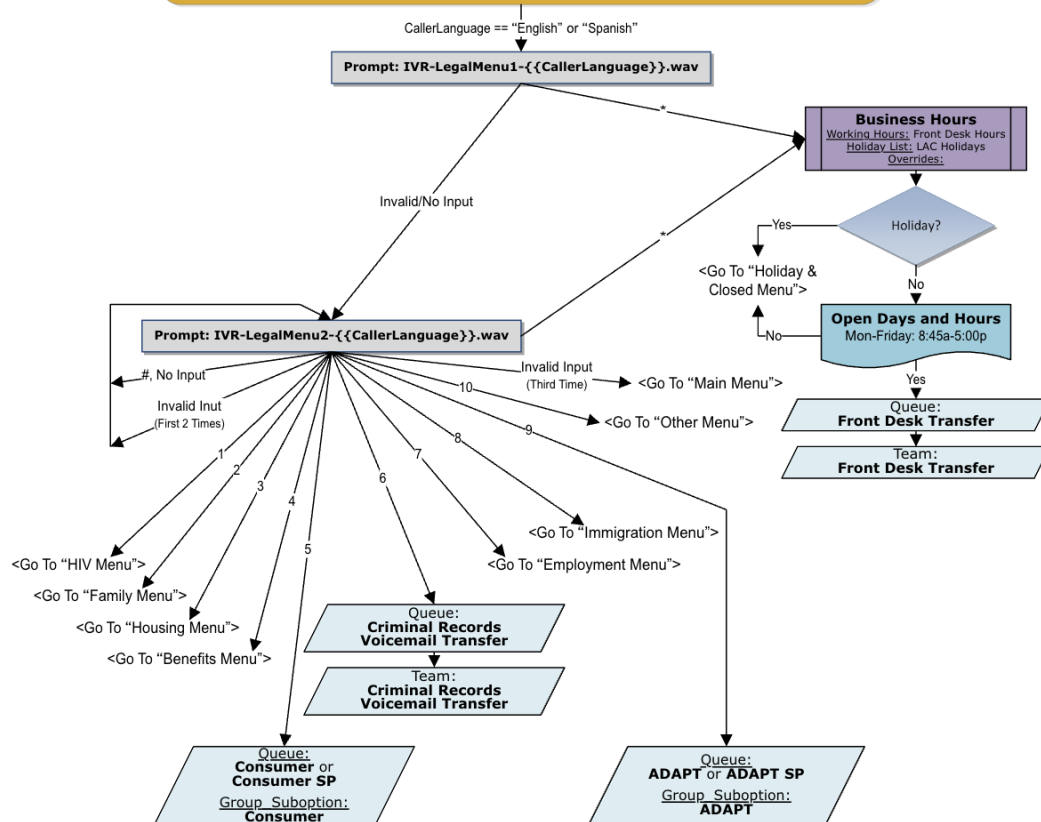 CallerLanguage == “English” or “Spanish”
Prompt: IVR-LegalMenu1-{{CallerLanguage}}.wav
*
Business Hours
Working Hours: Front Desk Hours
Holiday List: LAC Holidays
Overrides:
Invalid/No Input
Yes
Holiday?
*
<Go To “Holiday &
Closed Menu”>
No
Open Days and Hours
Mon-Friday: 8:45a-5:00p
No
Prompt: IVR-LegalMenu2-{{CallerLanguage}}.wav
#, No Input
Invalid Input
(Third Time)
10
<Go To “Main Menu”>
Yes
Invalid Inut
(First 2 Times)
<Go To “Other Menu”>
Queue:
Front Desk Transfer
Team:
Front Desk Transfer
1
2
3
4
5
6
7
8
9
<Go To “Immigration Menu”>
<Go To “HIV Menu”>
<Go To “Employment Menu”>
<Go To “Family Menu”>
<Go To “Housing Menu”>
<Go To “Benefits Menu”>
Queue:
Criminal Records
Voicemail Transfer
Team:
Criminal Records
Voicemail Transfer
Queue:
Consumer or
Consumer SP
Group_Suboption:
Consumer
Queue:
ADAPT or ADAPT SP
Group_Suboption:
ADAPT